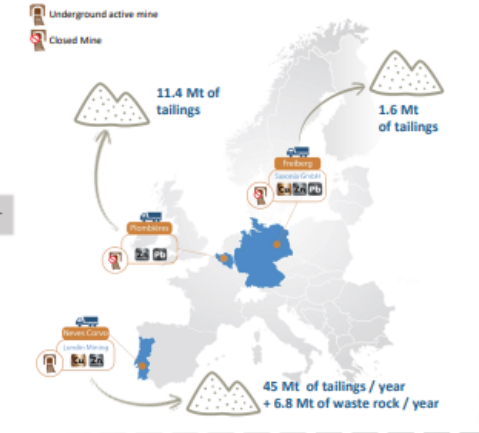 Underground active mine
Closed Mine
11.4 Mt of
tailings
1.6 Mt
of tailings
Freiberg
Saxonia GmbH
Cu Zn Pb
Plombières
Zn Pb
Neves Corvo
Lundin Mining
Cu Zn
45 Mt of tailings / year
+ 6.8 Mt of waste rock / year